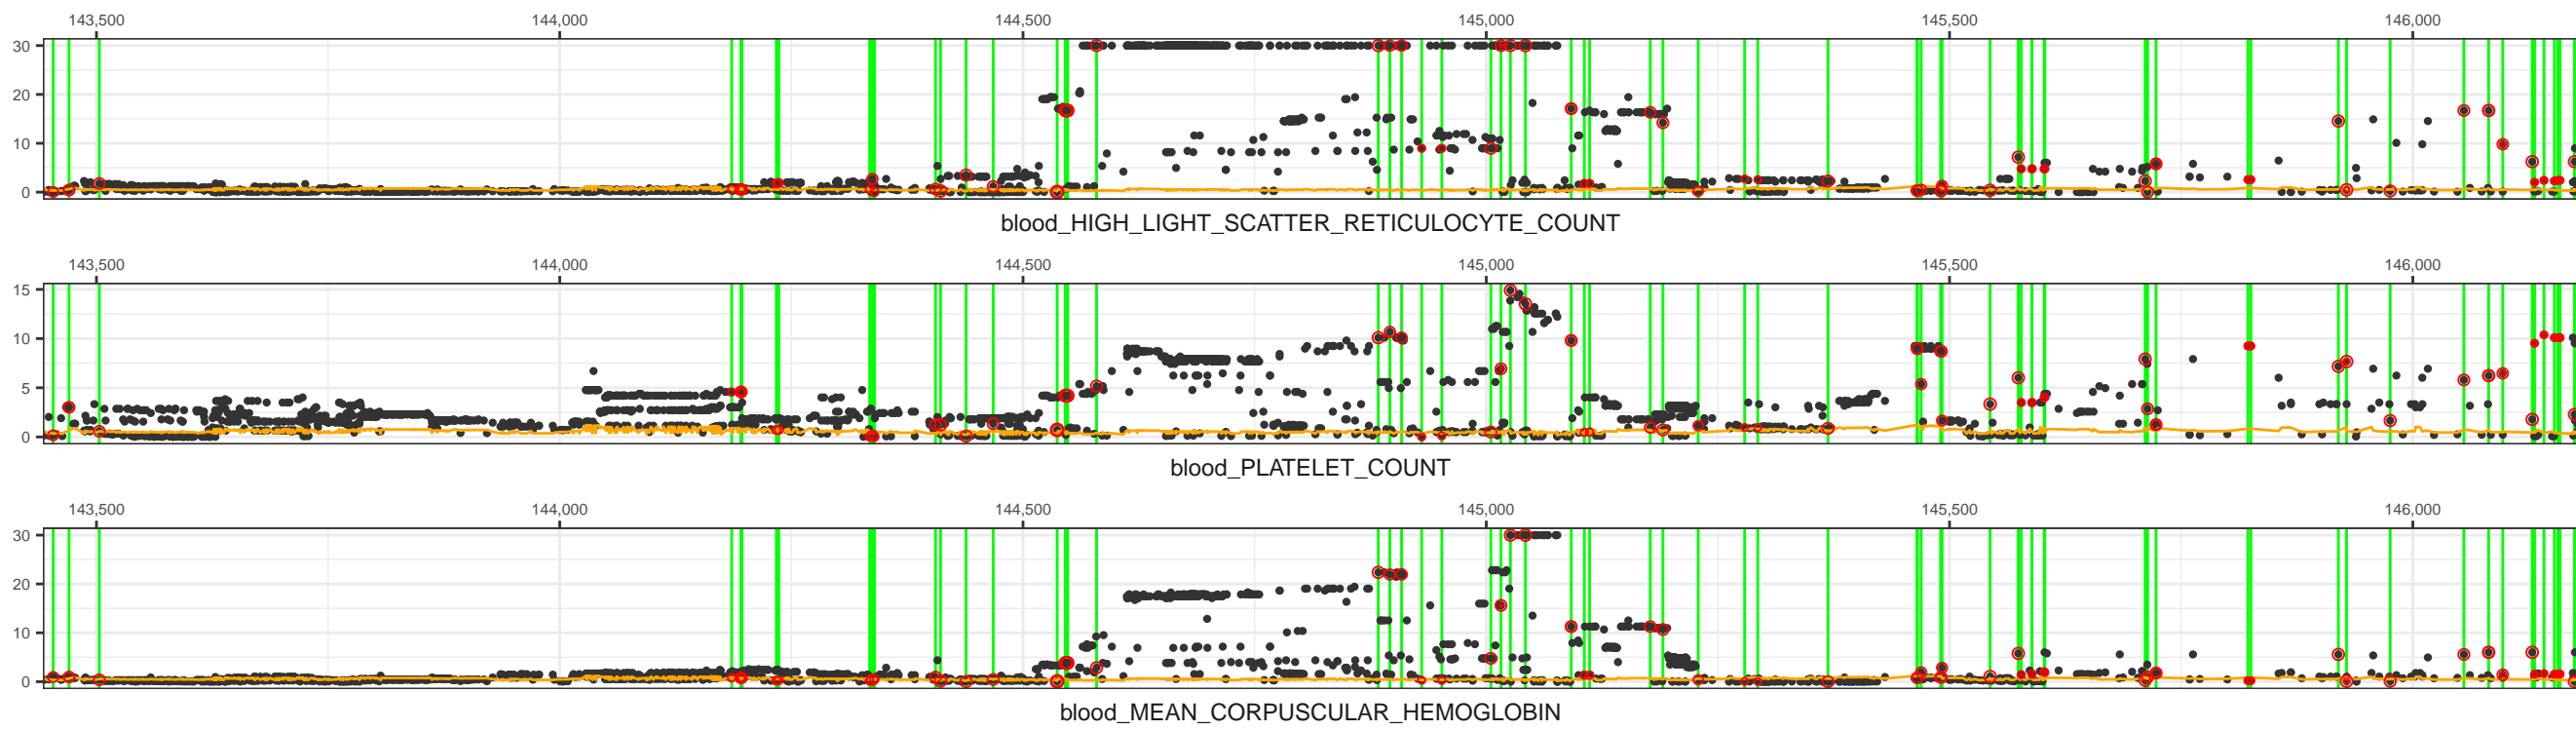 143,500 144,000 144,500 145,000 145,500 146,000
30
20
10
0
blood_HIGH_LIGHT_SCATTER_RETICULOCYTE_COUNT
143,500 144,000 144,500 145,000 145,500 146,000
15
10
5
0
blood_PLATELET_COUNT
143,500 144,000 144,500 145,000 145,500 146,000
30
20
10
0
blood_MEAN_CORPUSCULAR_HEMOGLOBIN